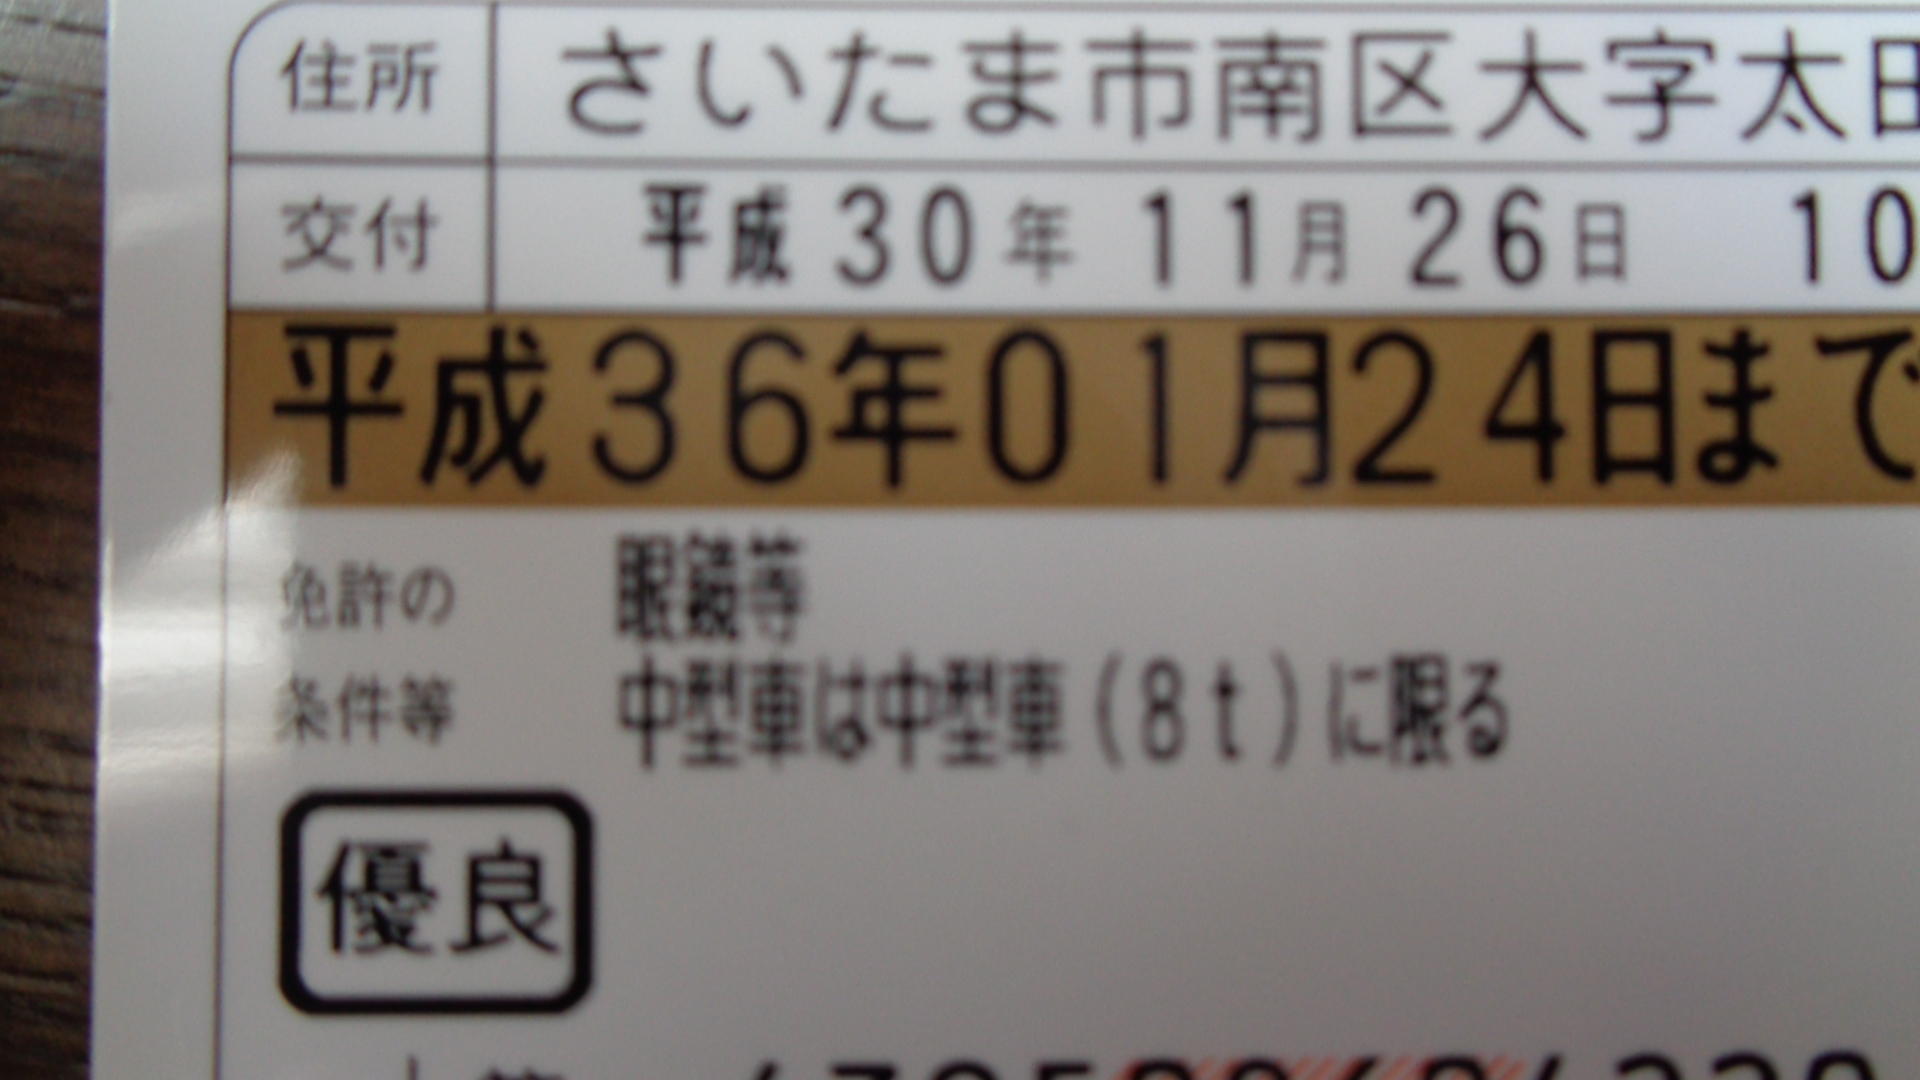 住所 さいたま市南区大字太
交付 平成30年11月26日 10
平成36年01月24日まで
免許の 眼鏡等
条件等 中型車は中型車(8t)に限る
優良